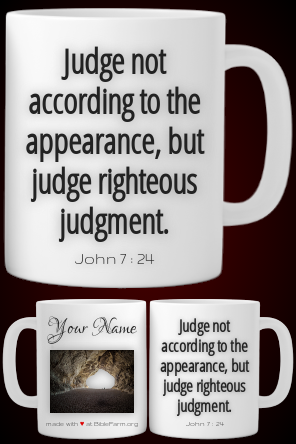 Judge not
according to the
appearance, but
judge righteous
judgment.
John 7 : 24
Your Name
made with ♥ at BibleFarm.org
Judge not
according to the
appearance, but
judge righteous
judgment.
John 7 : 24